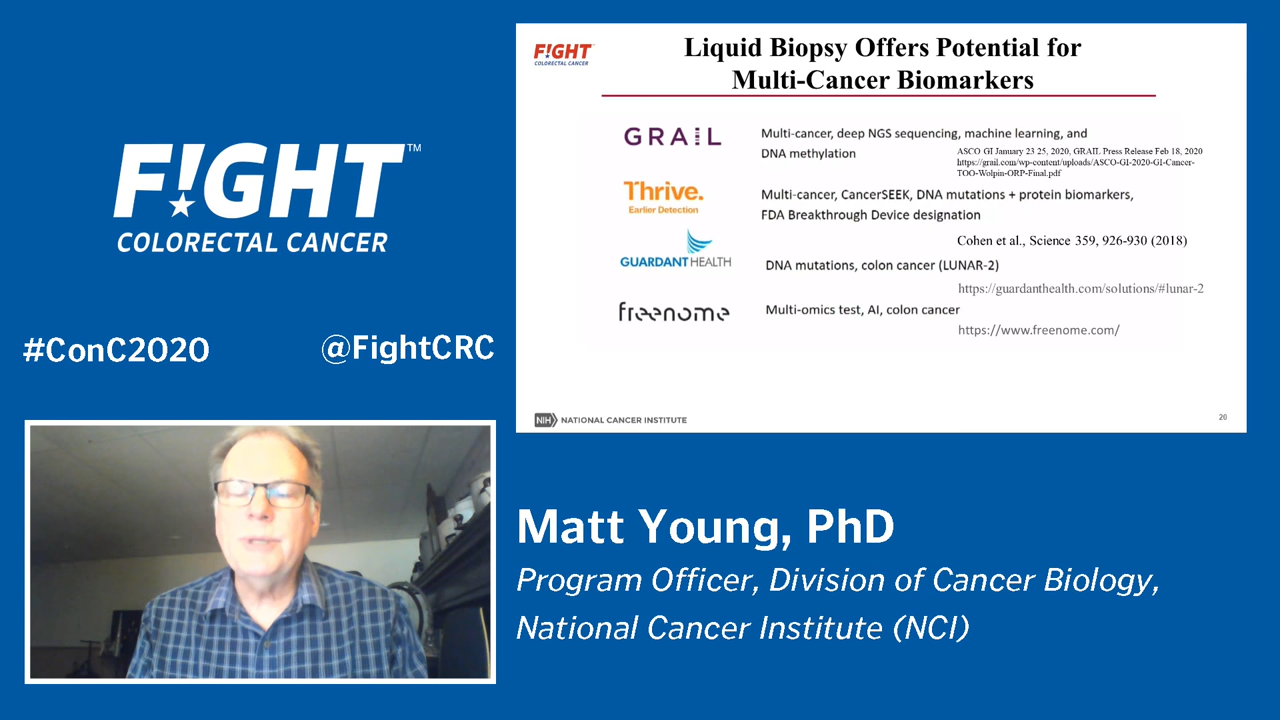 F!GHT™
COLORECTAL CANCER
#ConC2020
@FightCRC
F!GHT
COLORECTAL CANCER
Liquid Biopsy Offers Potential for
Multi-Cancer Biomarkers
GRAIL
Multi-cancer, deep NGS sequencing, machine learning, and
DNA methylation
ASCO GI January 23 25, 2020, GRAIL Press Release Feb 18, 2020
https://grail.com/wp-content/uploads/ASCO-GI-2020-GI-Cancer-
TOO-Wolpin-ORP-Final.pdf
Thrive.
Earlier Detection
Multi-cancer, CancerSEEK, DNA mutations + protein biomarkers,
FDA Breakthrough Device designation
Cohen et al., Science 359, 926-930 (2018)
GUARDANTHEALTH
DNA mutations, colon cancer (LUNAR-2)
https://guardanthealth.com/solutions/#lunar-2
freenome
Multi-omics test, AI, colon cancer
https://www.freenome.com/
NIH NATIONAL CANCER INSTITUTE
20
Matt Young, PhD
Program Officer, Division of Cancer Biology,
National Cancer Institute (NCI)